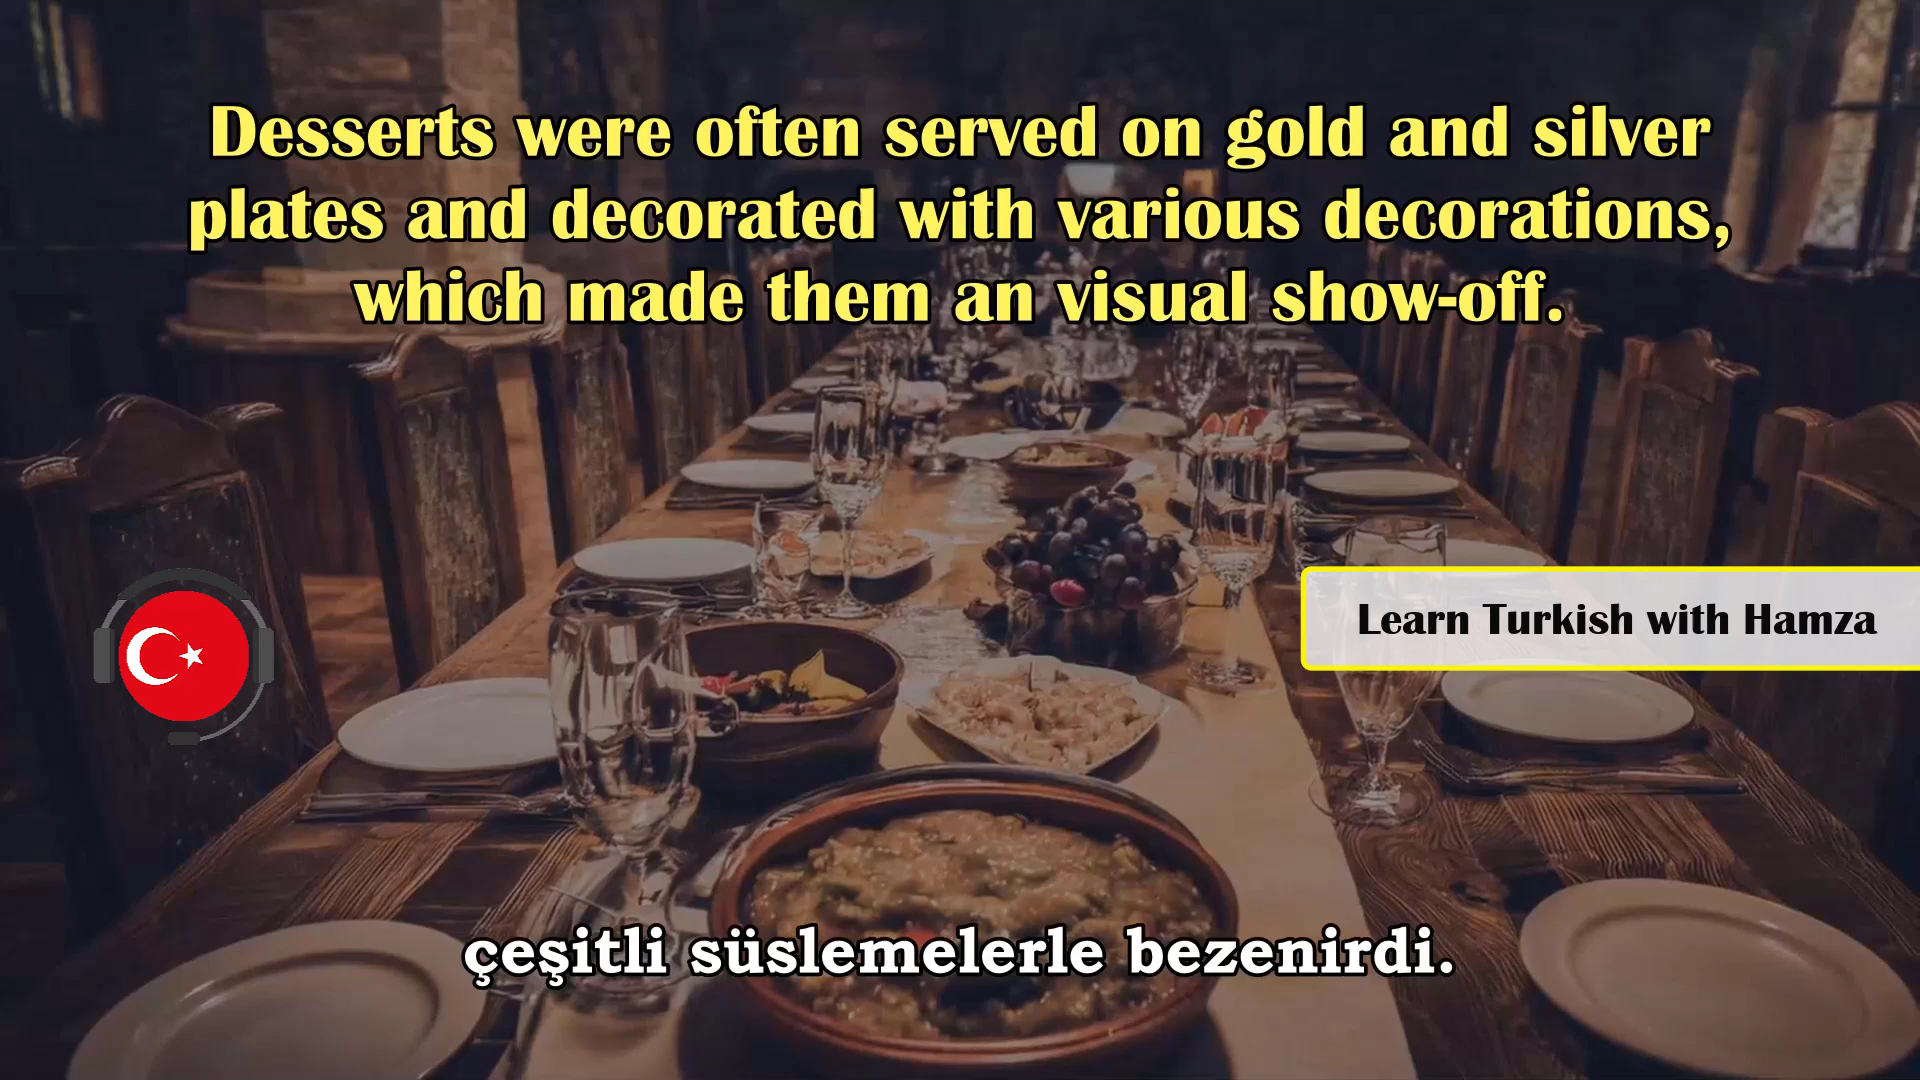 Desserts were often served on gold and silver
plates and decorated with various decorations,
which made them an visual show-off.
Learn Turkish with Hamza
çeşitli süslemelerle bezenirdi.